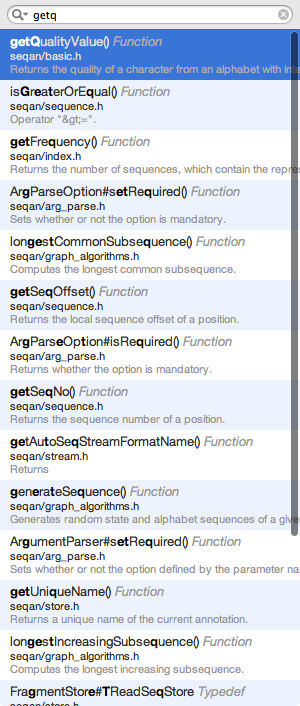 getq
getQualityValue() Function
seqan/basic.h
Returns the quality of a character from an alphabet with inte
isGreaterOrEqual() Function
seqan/sequence.h
Operator "&gt;=".
getFrequency() Function
seqan/index.h
Returns the number of sequences, which contain the repre
ArgParseOption#setRequired() Function
seqan/arg_parse.h
Sets whether or not the option is mandatory.
longestCommonSubsequence() Function
seqan/graph_algorithms.h
Computes the longest common subsequence.
getSeqOffset() Function
seqan/sequence.h
Returns the local sequence offset of a position.
ArgParseOption#isRequired() Function
seqan/arg_parse.h
Returns whether the option is mandatory.
getSeqNo() Function
seqan/sequence.h
Returns the sequence number of a position.
getAutoSeqStreamFormatName() Function
seqan/stream.h
Returns
generateSequence() Function
seqan/graph_algorithms.h
Generates random state and alphabet sequences of a give
ArgumentParser#setRequired() Function
seqan/arg_parse.h
Sets whether or not the option defined by the parameter na
getUniqueName() Function
seqan/store.h
Returns a unique name of the current annotation.
longestIncreasingSubsequence() Function
seqan/graph_algorithms.h
Computes the longest increasing subsequence.
FragmentStore#TReadSeqStore Typedef
seqan/store.h